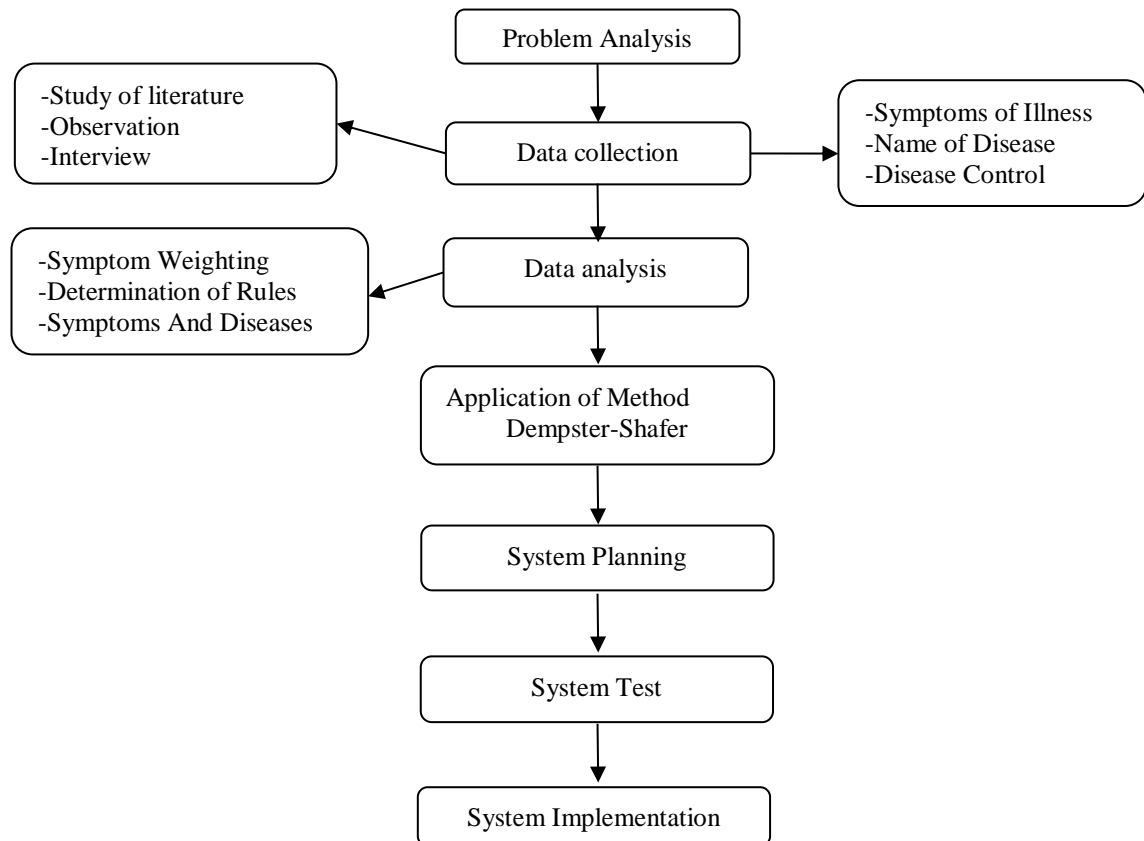 Problem Analysis
-Study of literature
-Observation
-Interview
Data collection
-Symptoms of Illness
-Name of Disease
-Disease Control
-Symptom Weighting
-Determination of Rules
-Symptoms And Diseases
Data analysis
Application of Method
Dempster-Shafer
System Planning
System Test
System Implementation